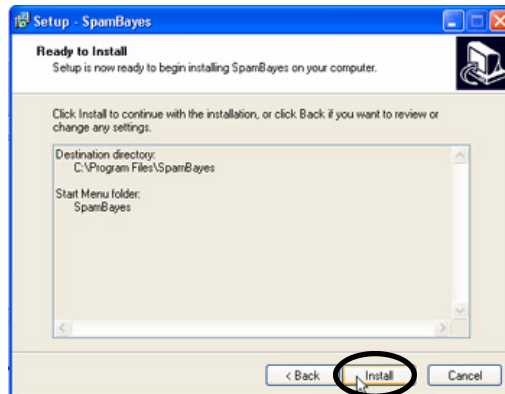 Setup - SpamBayes
Ready to Install
Setup is now ready to begin installing SpamBayes on your computer.
Click Install to continue with the installation, or click Back if you want to review or
change any settings.
Destination directory:
C:\Program Files\SpamBayes
Start Menu folder:
SpamBayes
< Back
Install
Cancel